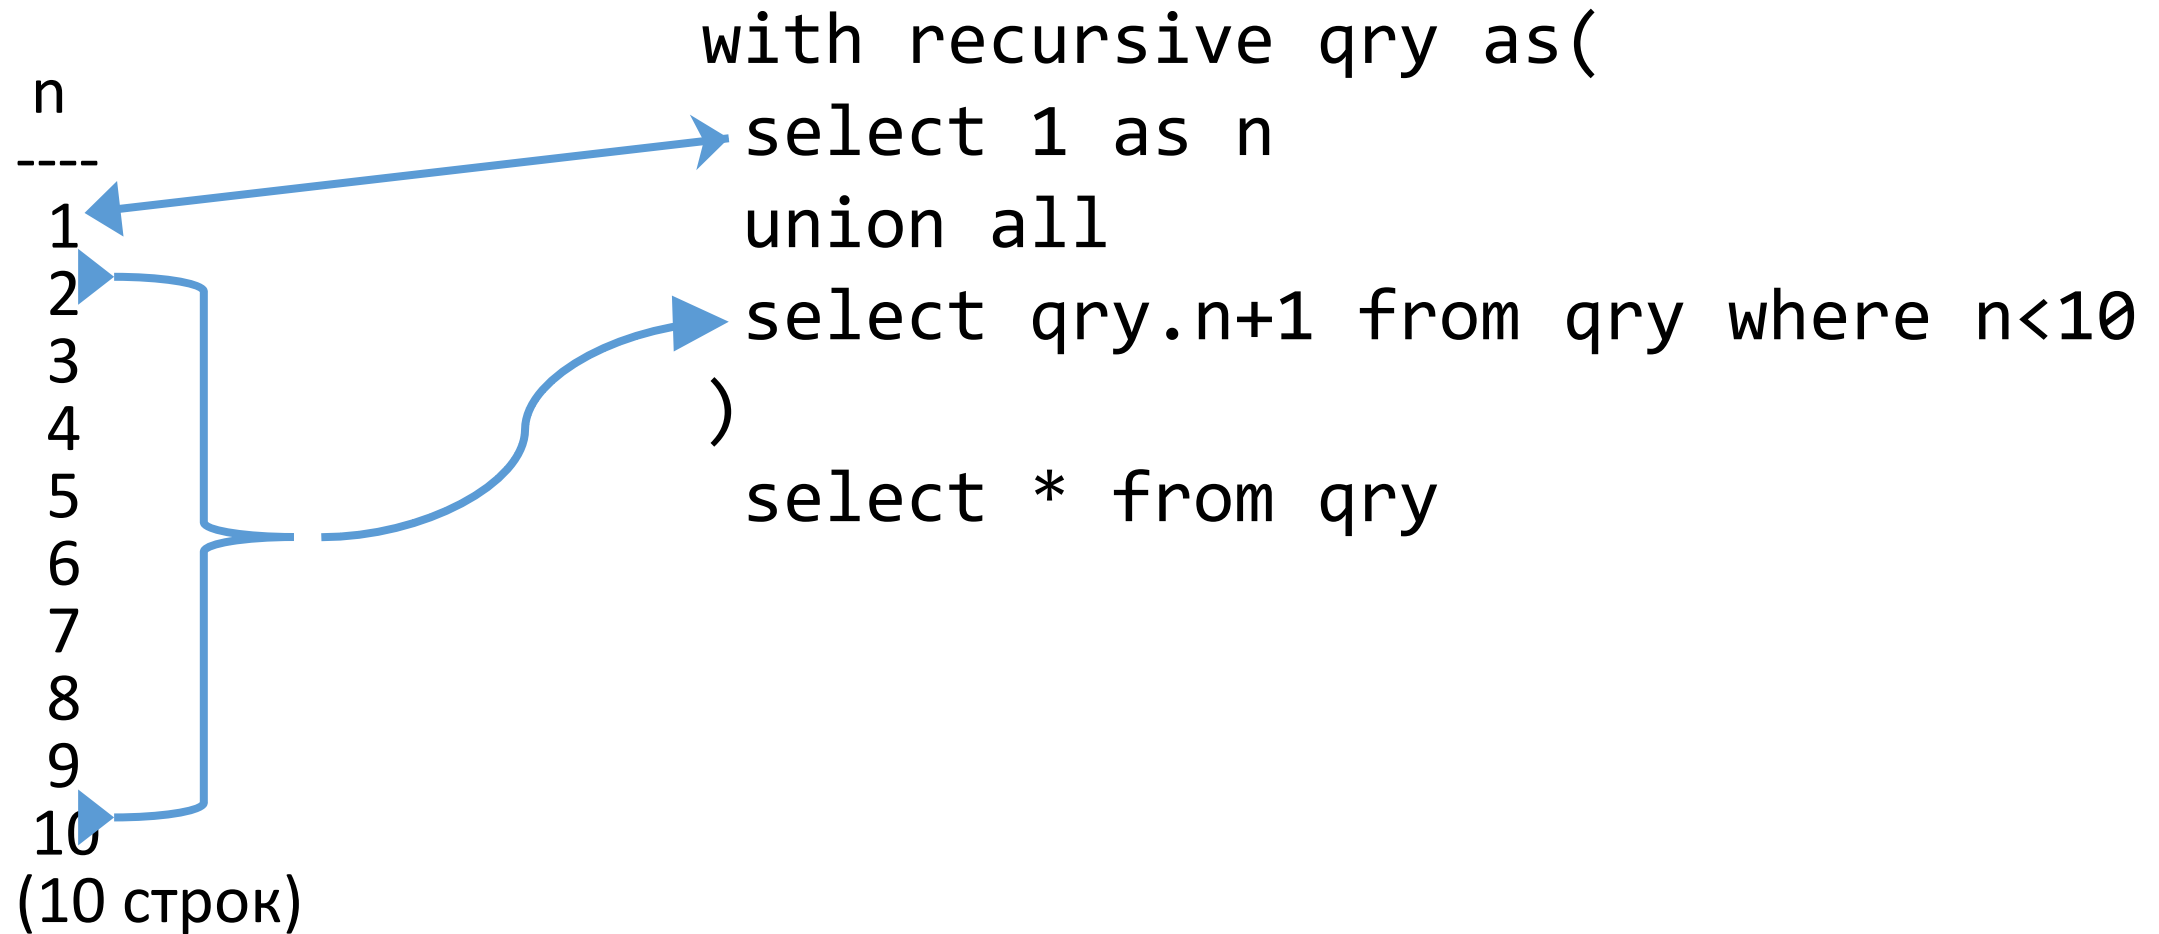 n
----
1
2
3
4
5
6
7
8
9
10
(10 строк)
with recursive qry as(
select 1 as n
union all
select qry.n+1 from qry where n<10
)
select * from qry